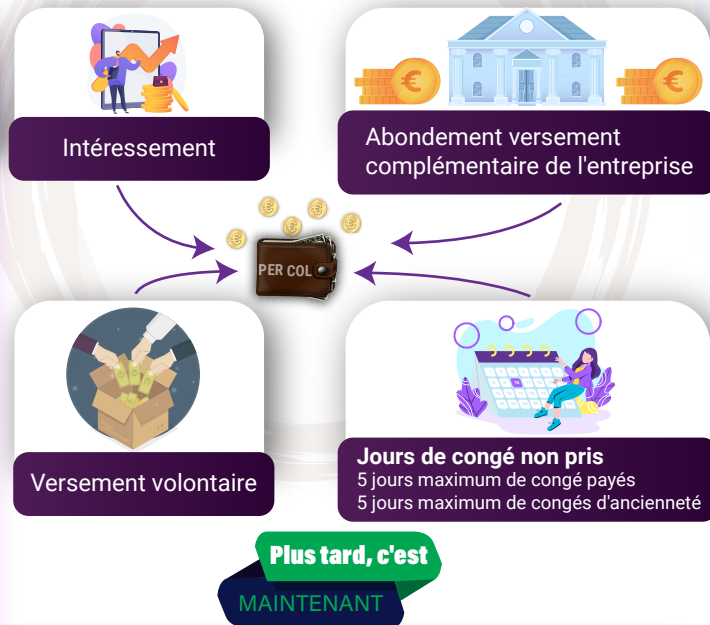 Intéressement
Abondement versement
complémentaire de l'entreprise
PER COL
Versement volontaire
Jours de congé non pris
5 jours maximum de congé payés
5 jours maximum de congés d'ancienneté
Plus tard, c'est
MAINTENANT